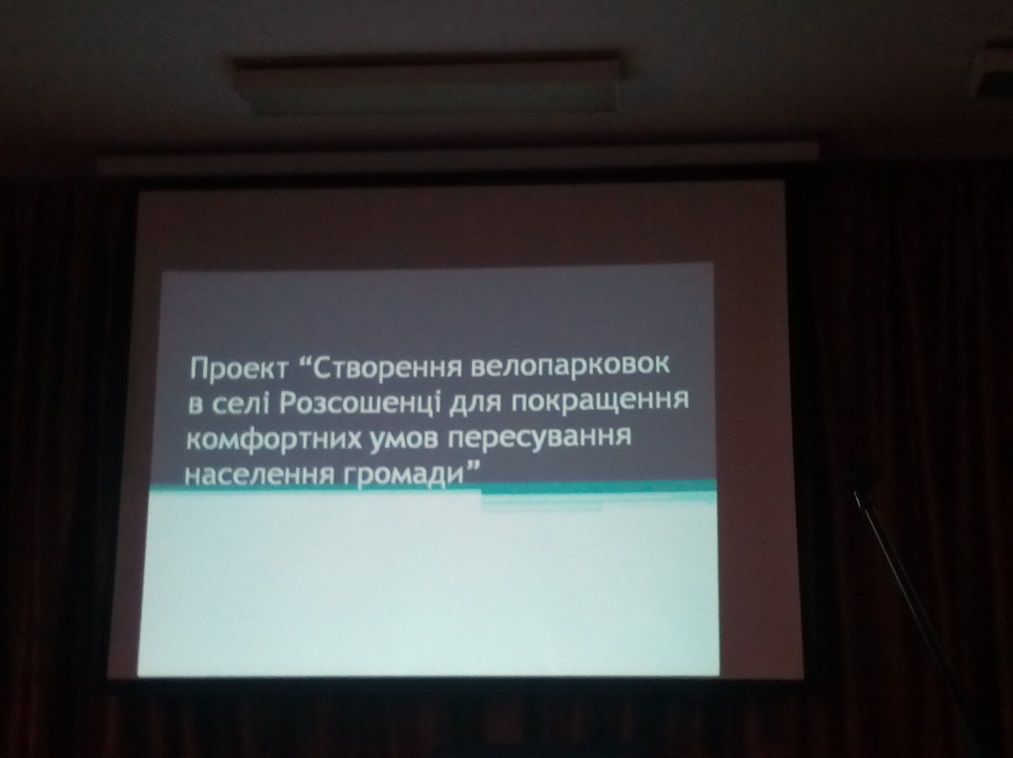 Проект “Створення велопарковок
в селі Розсошенці для покращення
комфортних умов пересування
населення громади”